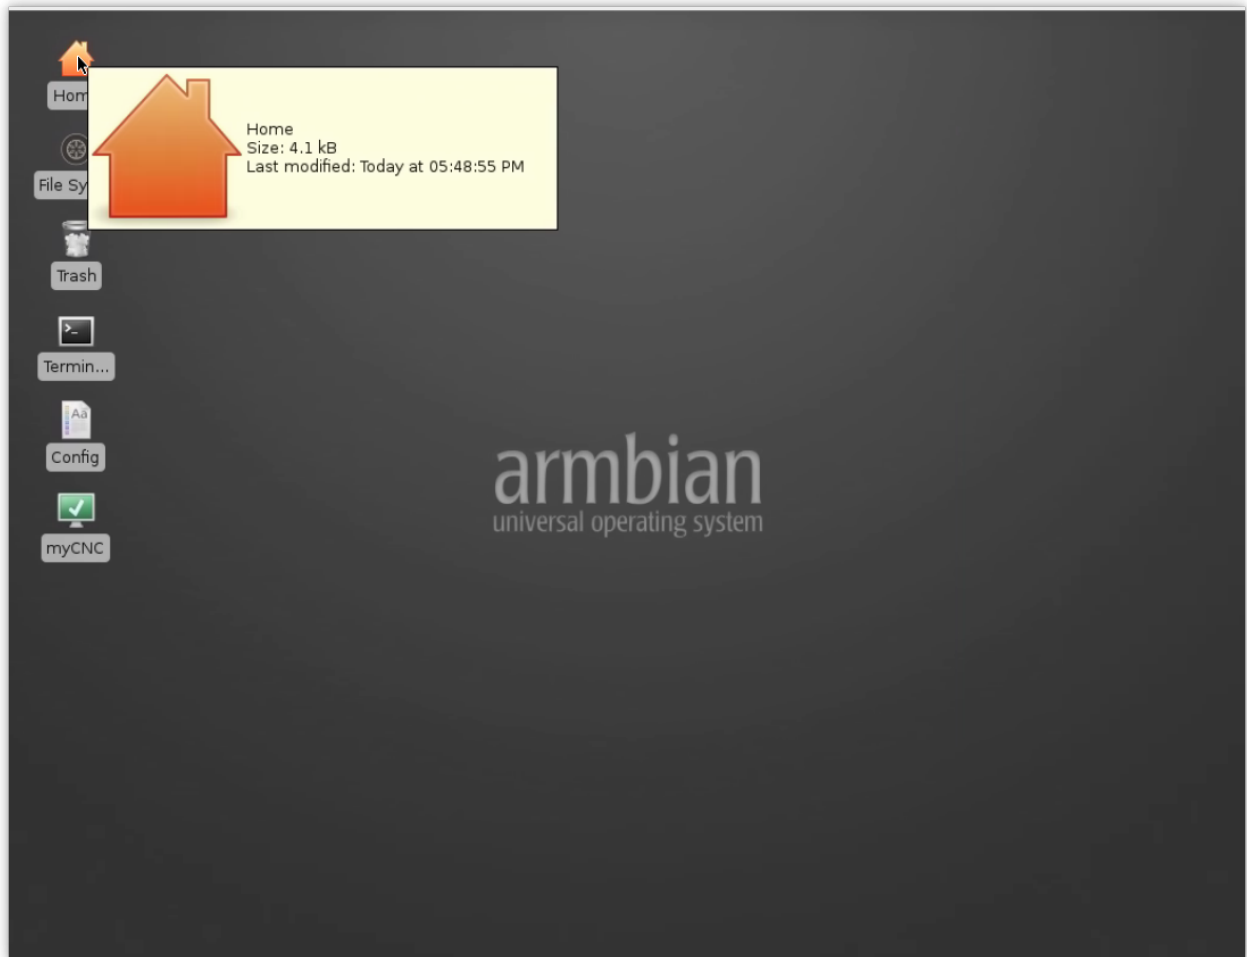 Hom
Home
Size: 4.1 kB
Last modified: Today at 05:48:55 PM
File Sy
Trash
>_
Termin...
Aa
Config
myCNC
armbian
universal operating system